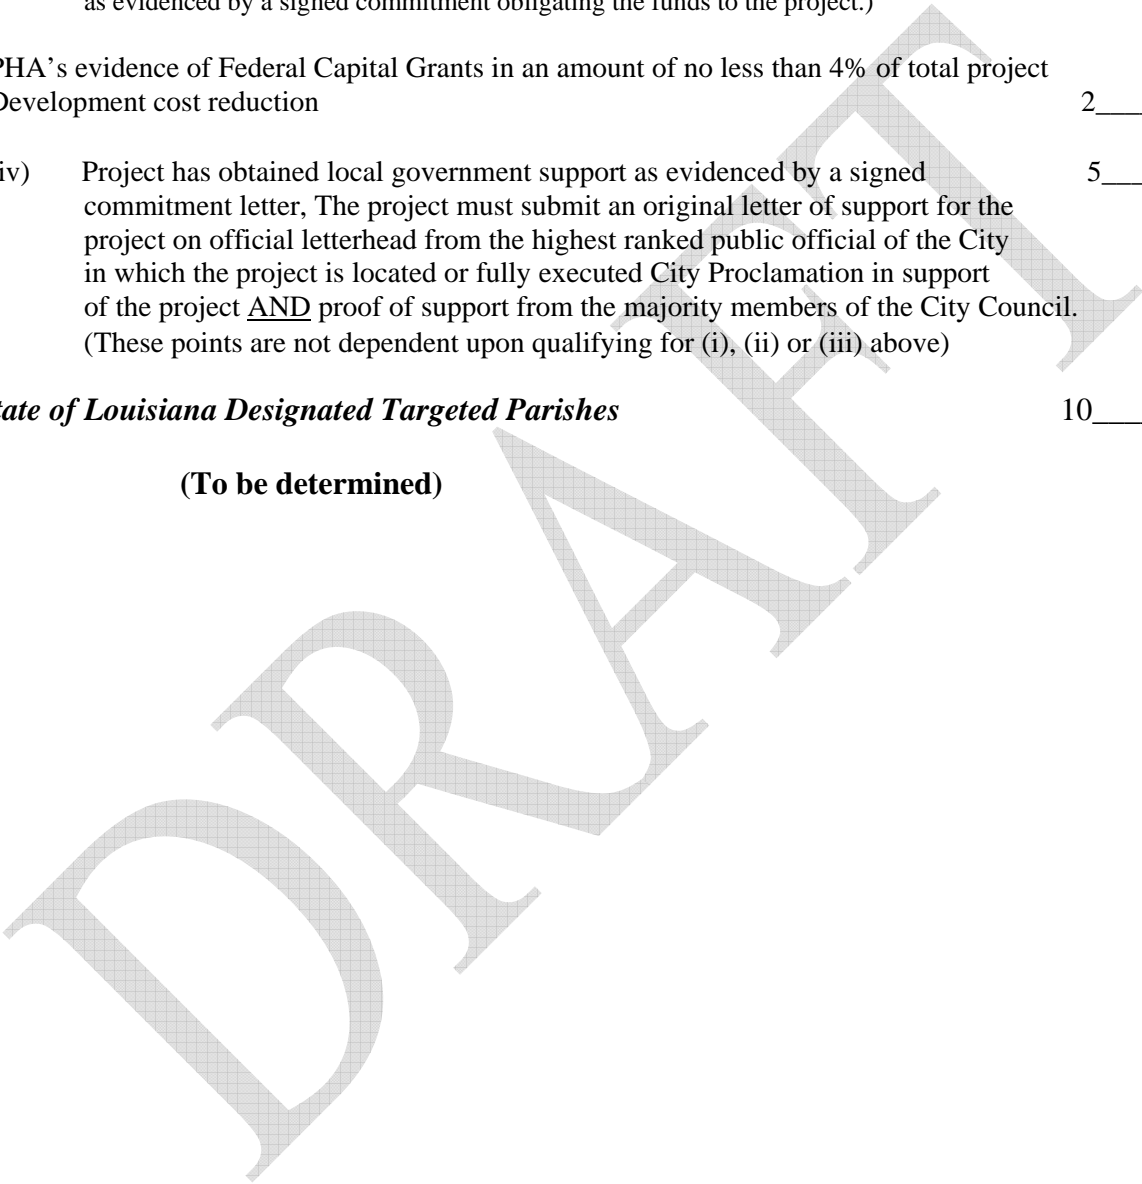 as evidenced by a signed commitment obligating the funds to the project.)
PHA's evidence of Federal Capital Grants in an amount of no less than 4% of total project
Development cost reduction 2____
iv) Project has obtained local government support as evidenced by a signed 5___
commitment letter, The project must submit an original letter of support for the
project on official letterhead from the highest ranked public official of the City
in which the project is located or fully executed City Proclamation in support
of the project AND proof of support from the majority members of the City Council.
(These points are not dependent upon qualifying for (i), (ii) or (iii) above)
tate of Louisiana Designated Targeted Parishes 10____
(To be determined)
DRAFT